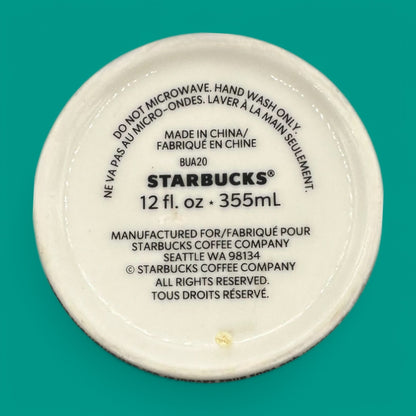 DO NOT MICROWAVE. HAND WASH ONLY.
NE VA PAS AU MICRO-ONDES. LAVER À LA MAIN SEULEMENT.
MADE IN CHINA/
FABRIQUÉ EN CHINE
BUA20
STARBUCKS®
12 fl. oz • 355mL
MANUFACTURED FOR/FABRIQUÉ POUR
STARBUCKS COFFEE COMPANY
SEATTLE WA 98134
© STARBUCKS COFFEE COMPANY
ALL RIGHTS RESERVED.
TOUS DROITS RÉSERVÉ.